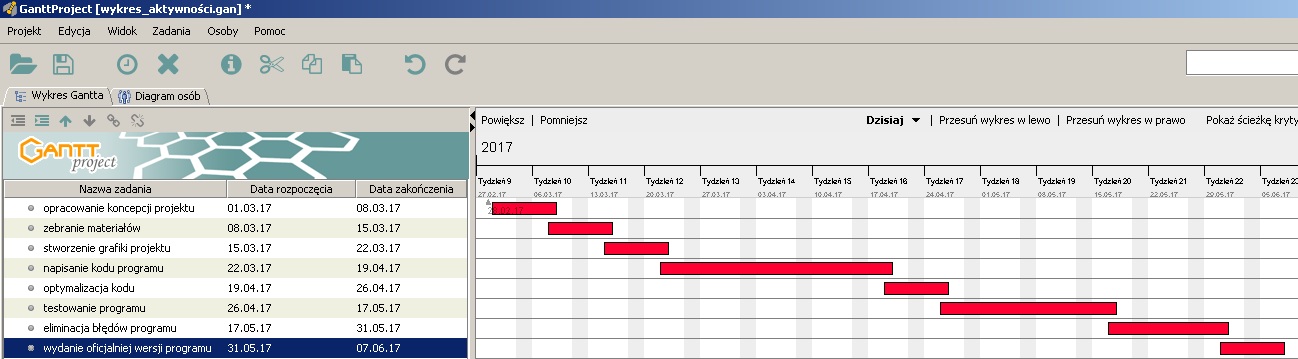 GanttProject [wykres_aktywności.gan] *
Projekt Edycja Widok Zadania Osoby Pomoc
Wykres Gantta Diagram osób
Powiększ | Pomniejsz Dzisiaj | Przesuń wykres w lewo | Przesuń wykres w prawo Pokaż ścieżkę kryty
GANTT project
2017
Tydzień 9 Tydzień 10 Tydzień 11 Tydzień 12 Tydzień 13 Tydzień 14 Tydzień 15 Tydzień 16 Tydzień 17 Tydzień 18 Tydzień 19 Tydzień 20 Tydzień 21 Tydzień 22 Tydzień 23
27.02.17 06.03.17 13.03.17 20.03.17 27.03.17 03.04.17 10.04.17 17.04.17 24.04.17 01.05.17 08.05.17 15.05.17 22.05.17 29.05.17 05.06.17
Nazwa zadania Data rozpoczęcia Data zakończenia
opracowanie koncepcji projektu 01.03.17 08.03.17
zebranie materiałów 08.03.17 15.03.17
stworzenie grafiki projektu 15.03.17 22.03.17
napisanie kodu programu 22.03.17 19.04.17
optymalizacja kodu 19.04.17 26.04.17
testowanie programu 26.04.17 17.05.17
eliminacja błędów programu 17.05.17 31.05.17
wydanie oficjalniej wersji programu 31.05.17 07.06.17